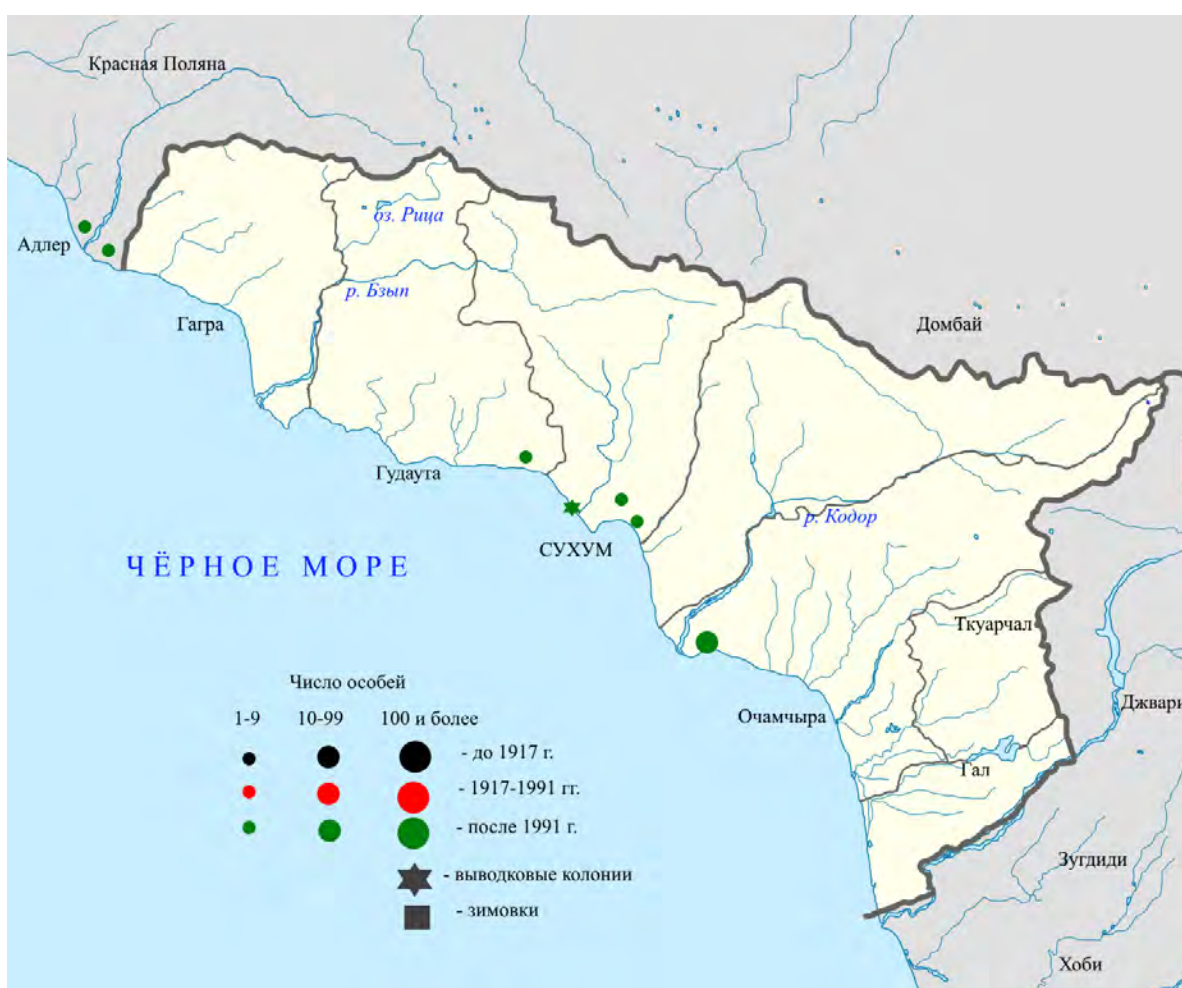 Красная Поляна
оз. Рица
Адлер
р. Бзып
Гагра
Домбай
Гудаута
р. Кодор
СУХУМ
ЧЁРНОЕ МОРЕ
Ткуарчал
Число особей
Джвари
1-9 10-99 100 и более
Очамчыра
- до 1917 г.
Гал
- 1917-1991 гг.
- после 1991 г.
Зугдиди
- выводковые колонии
- зимовки
Хоби